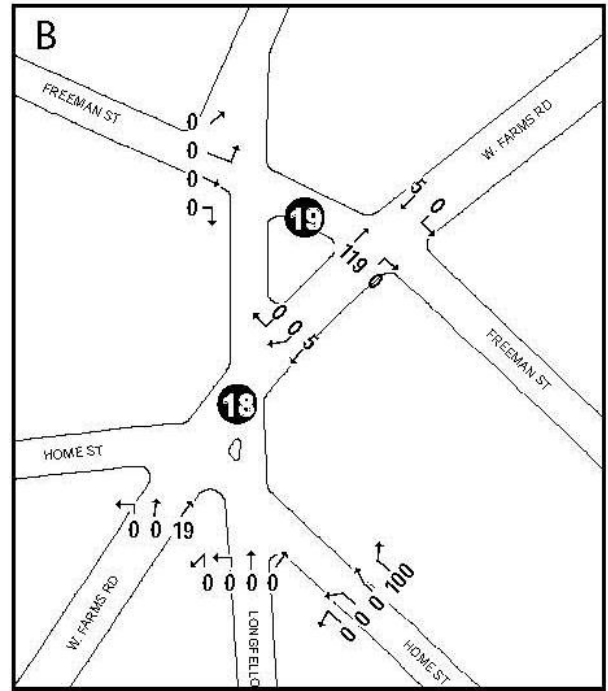 B
FREEMAN ST
W. FARMS RD
0
0
0
0
5 0
19
119 0
0 0 5
FREEMAN ST
18
HOME ST
0 0 19
0 0 0 0
0 0 0 100
W. FARMS RD
LONGFELLO
HOME ST